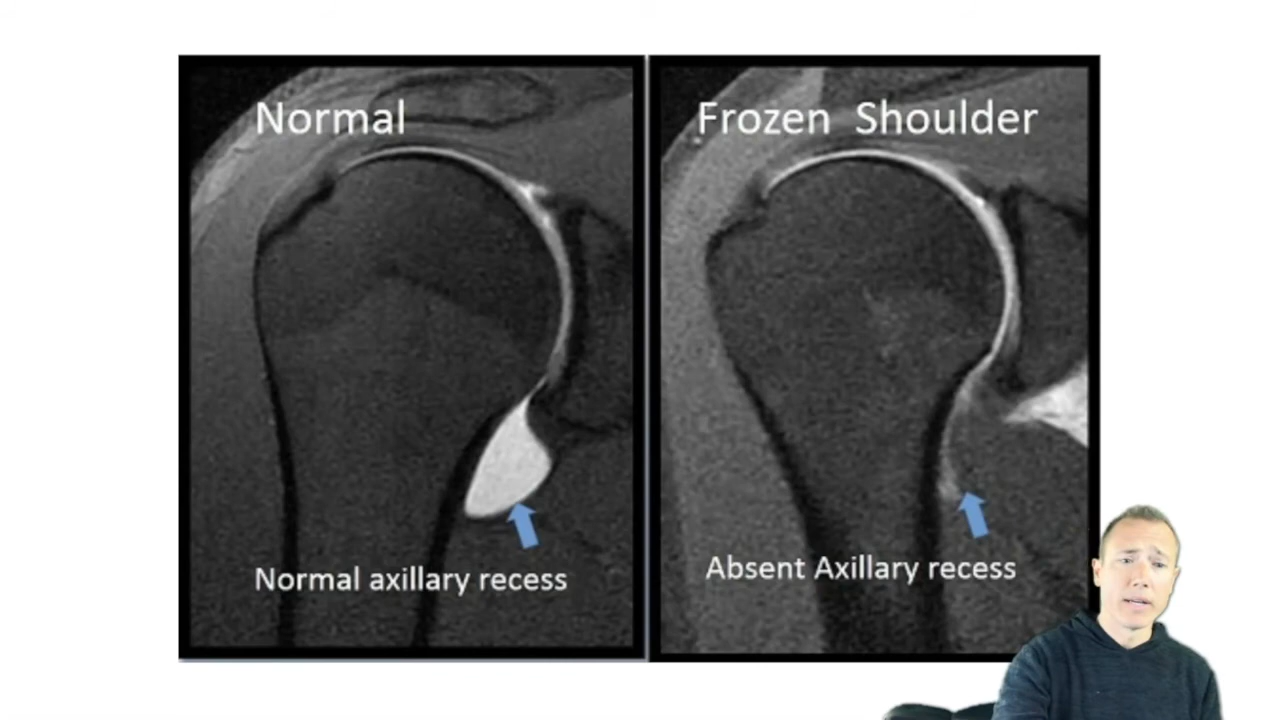 Normal
Frozen Shoulder
Normal axillary recess
Absent Axillary recess